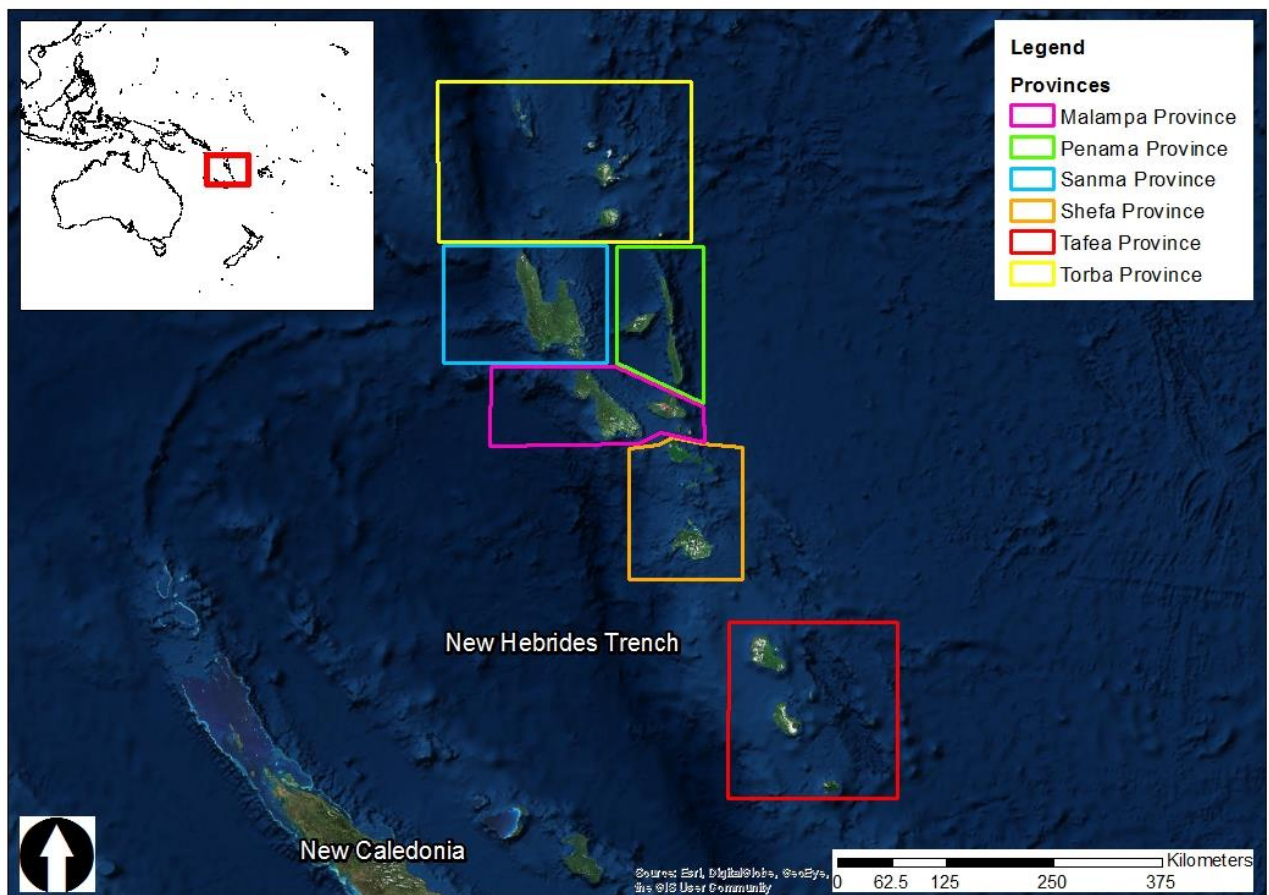 Legend
Provinces
Malampa Province
Penama Province
Sanma Province
Shefa Province
Tafea Province
Torba Province
New Hebrides Trench
New Caledonia
Source: Esri, DigitalGlobe, GeoEye,
the GIS User Community
Kilometers
0 62.5 125 250 375